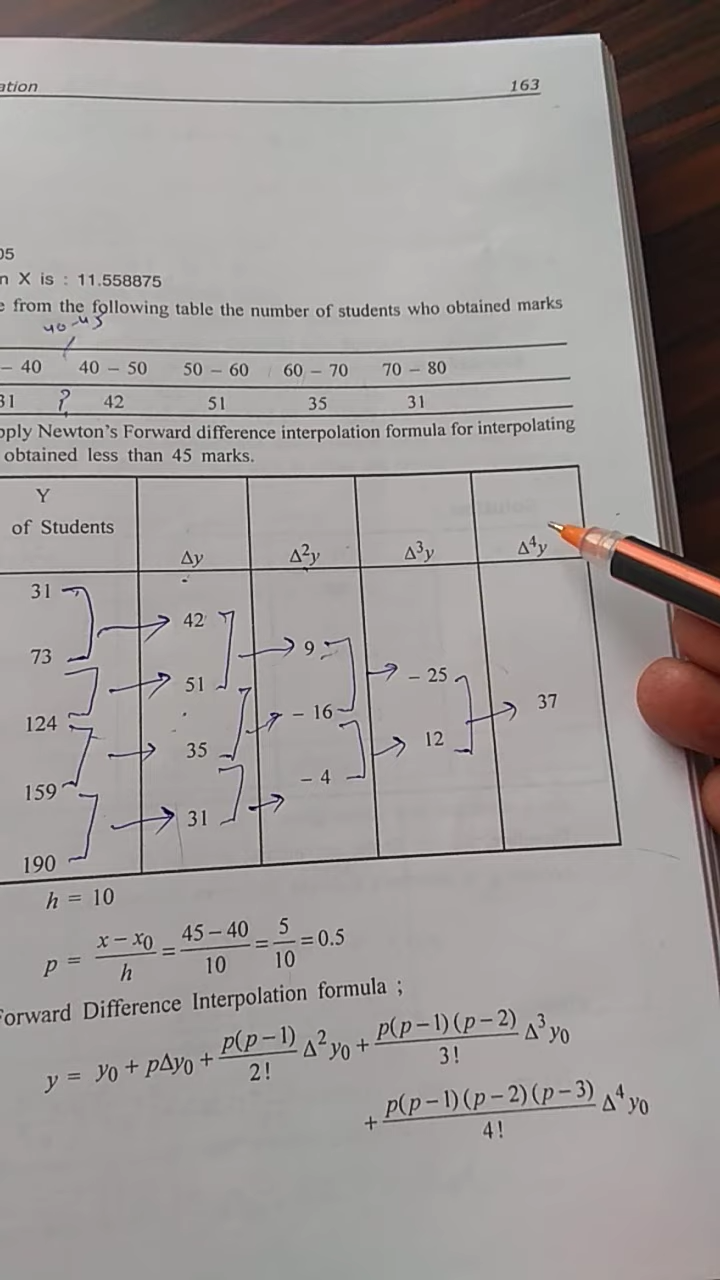 ation 163
05
n X is : 11.558875
e from the following table the number of students who obtained marks
40-45
– 40 40 – 50 50 – 60 60 – 70 70 – 80
31 ? 42 51 35 31
pply Newton's Forward difference interpolation formula for interpolating
obtained less than 45 marks.
Y
of Students
Δy Δ²y Δ³y Δ⁴y
31
42
73 9
51 – 25
124 – 16 37
35 12
159 – 4
31
190
h = 10
p = x – x₀ / h = 45 – 40 / 10 = 5 / 10 = 0.5
Forward Difference Interpolation formula ;
y = y₀ + pΔy₀ + p(p – 1) / 2! Δ²y₀ + p(p – 1) (p – 2) / 3! Δ³y₀
+ p(p – 1) (p – 2) (p – 3) / 4! Δ⁴y₀